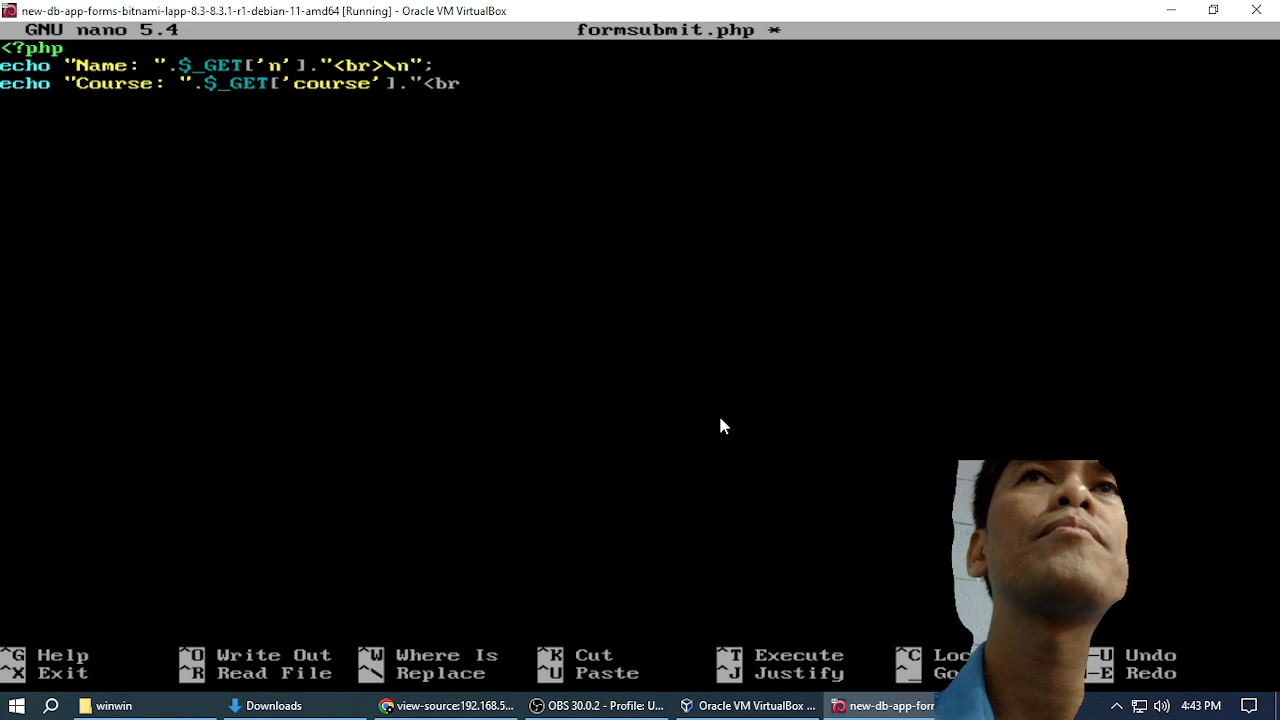 new-db-app-forms-bitnami-lapp-8.3-8.3.1-r1-debian-11-amd64 [Running] - Oracle VM VirtualBox
GNU nano 5.4 formsubmit.php *
<?php
echo "Name: ".$_GET['n']."<br>\n";
echo "Course: ".$_GET['course']."<br
^G Help ^O Write Out ^W Where Is ^K Cut ^T Execute ^C -U Undo
^X Exit ^R Read File ^\ Replace ^U Paste ^J Justify ^_ -E Redo
winwin Downloads view-source:192.168.5... OBS 30.0.2 - Profile: U... Oracle VM VirtualBox ... new-db-app-for 4:43 PM